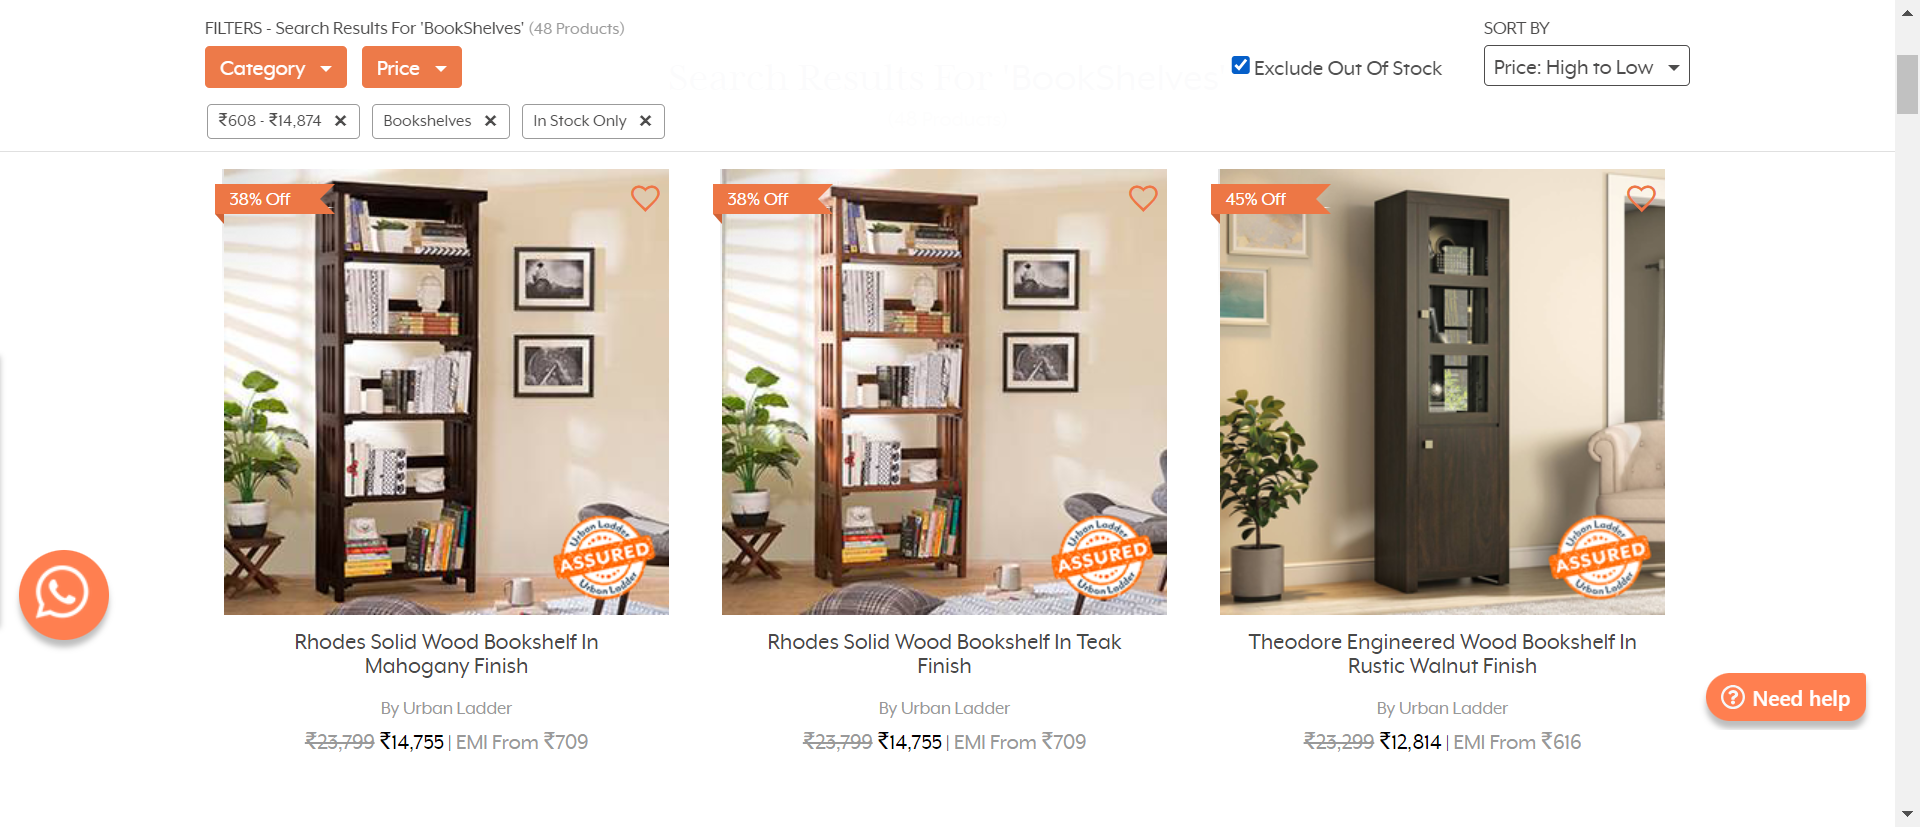 FILTERS - Search Results For 'BookShelves' (48 Products)
SORT BY
Category
Price
Exclude Out Of Stock
Price: High to Low
Search Results For 'BookShelves'
₹608 - ₹14,874 ✕
Bookshelves ✕
In Stock Only ✕
38% Off
38% Off
45% Off
Urban Ladder
ASSURED
Urban Ladder
Urban Ladder
ASSURED
Urban Ladder
Urban Ladder
ASSURED
Urban Ladder
Rhodes Solid Wood Bookshelf In
Mahogany Finish
By Urban Ladder
₹23,799 ₹14,755 | EMI From ₹709
Rhodes Solid Wood Bookshelf In Teak
Finish
By Urban Ladder
₹23,799 ₹14,755 | EMI From ₹709
Theodore Engineered Wood Bookshelf In
Rustic Walnut Finish
By Urban Ladder
₹23,299 ₹12,814 | EMI From ₹616
Need help